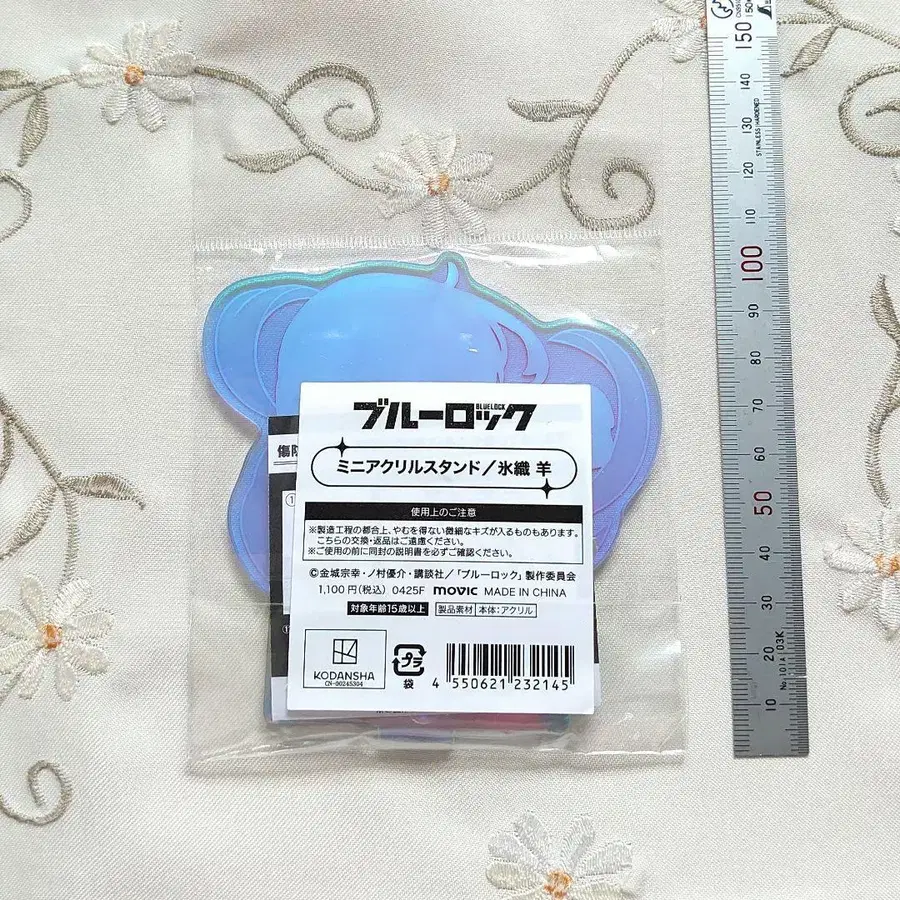 ブルーロック
BLUELOCK
ミニアクリルスタンド／氷織 羊
使用上のご注意
※製造工程の都合上、やむを得ない微細なキズが入るものもあります。
こちらの交換・返品はご遠慮ください。
※ご使用の前に同封の説明書を必ずご確認ください。
©金城宗幸・ノ村優介・講談社／「ブルーロック」製作委員会
1,100円(税込) 0425F movic MADE IN CHINA
対象年齢15歳以上 製品素材 本体：アクリル
KODANSHA
CN-00245304
プラ
袋
4 550621 232145
傷防
150
140
130
120
110
100
90
80
70
60
50
40
30
20
10
STAINLESS HARDENED